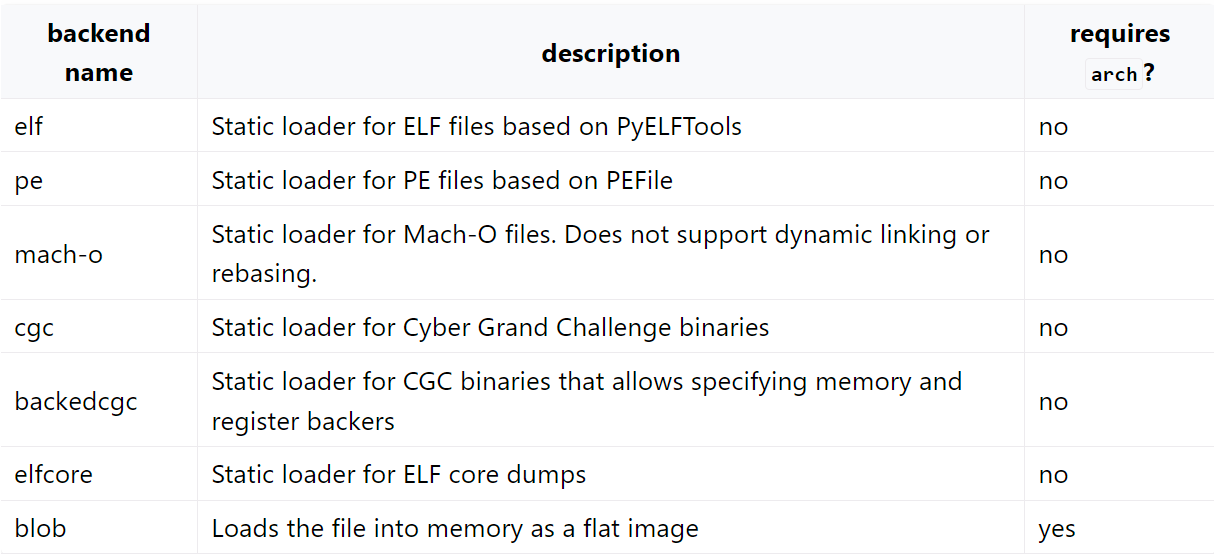 backend name description requires arch?
elf Static loader for ELF files based on PyELFTools no
pe Static loader for PE files based on PEFile no
mach-o Static loader for Mach-O files. Does not support dynamic linking or
rebasing. no
cgc Static loader for Cyber Grand Challenge binaries no
backedcgc Static loader for CGC binaries that allows specifying memory and
register backers no
elfcore Static loader for ELF core dumps no
blob Loads the file into memory as a flat image yes